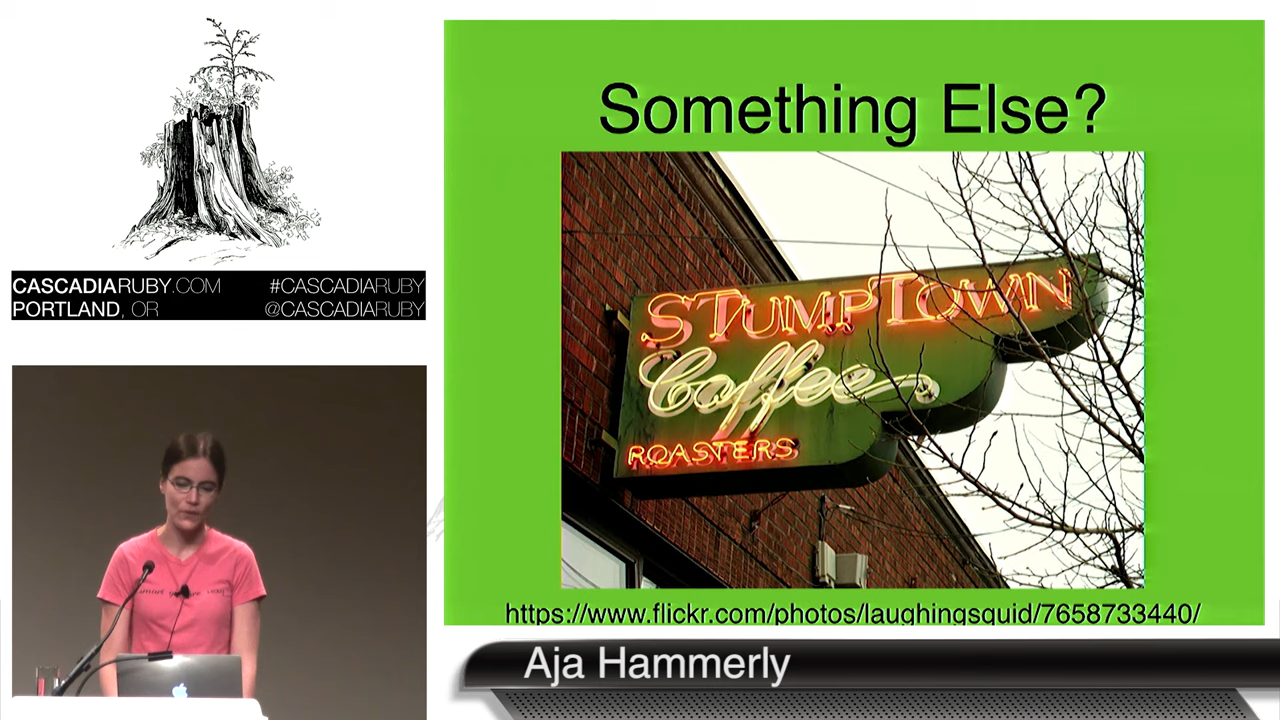 CASCADIARUBY.COM #CASCADIARUBY
PORTLAND, OR @CASCADIARUBY
Something Else?
STUMPTOWN
Coffee
ROASTERS
https://www.flickr.com/photos/laughingsquid/7658733440/
Aja Hammerly